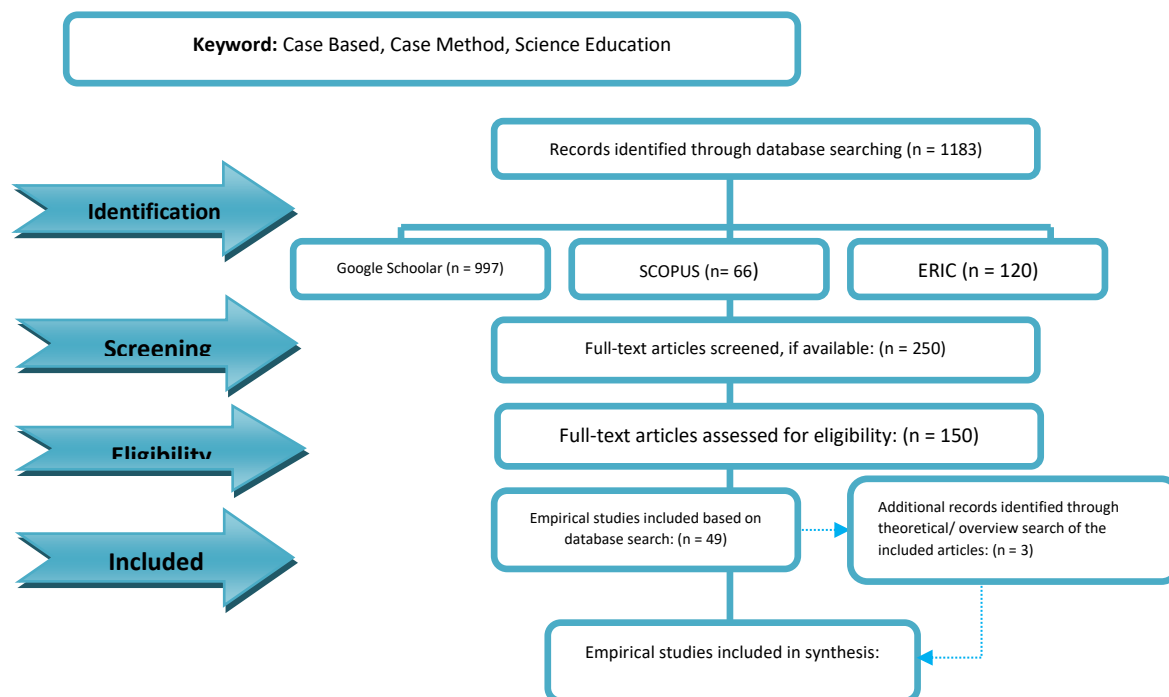 Keyword: Case Based, Case Method, Science Education
Records identified through database searching (n = 1183)
Identification
Google Schoolar (n = 997)
SCOPUS (n= 66)
ERIC (n = 120)
Screening
Full-text articles screened, if available: (n = 250)
Eligibility
Full-text articles assessed for eligibility: (n = 150)
Included
Empirical studies included based on
database search: (n = 49)
Additional records identified through
theoretical/ overview search of the
included articles: (n = 3)
Empirical studies included in synthesis: